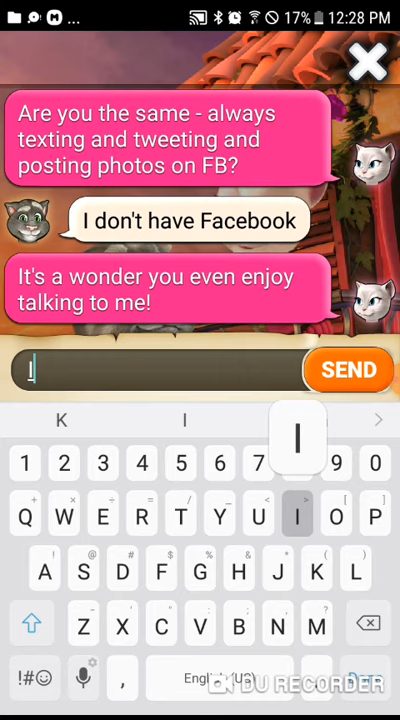 ... 17% 12:28 PM
Are you the same - always
texting and tweeting and
posting photos on FB?
I don't have Facebook
It's a wonder you even enjoy
talking to me!
I
SEND
K I
I
1 2 3 4 5 6 7 9 0
+ × ÷ = / _ < > [ ]
Q W E R T Y U I O P
! @ # $ % & * ( )
A S D F G H J K L
- ' " : ; , ?
Z X C V B N M
!#☺ , English (US)
DU RECORDER